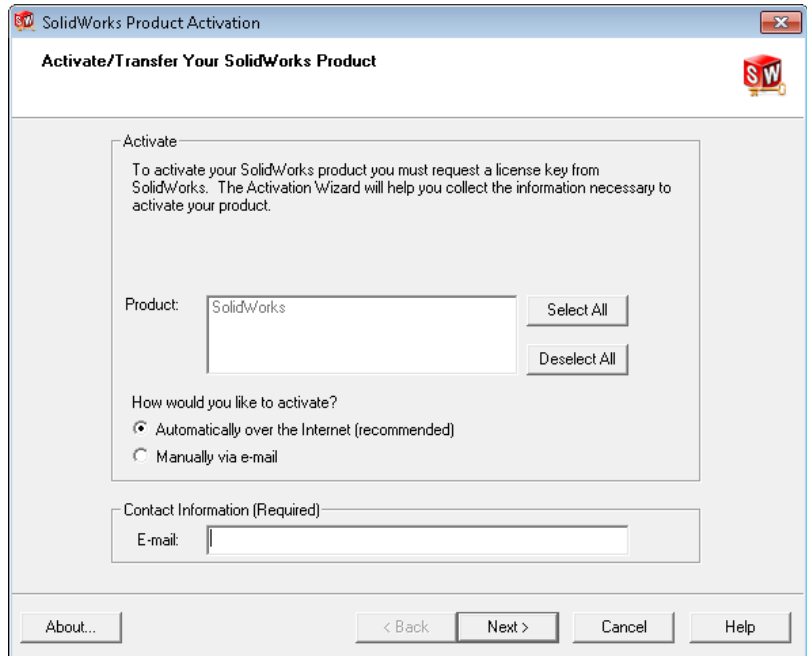 SolidWorks Product Activation
Activate/Transfer Your SolidWorks Product
SW
Activate
To activate your SolidWorks product you must request a license key from
SolidWorks. The Activation Wizard will help you collect the information necessary to
activate your product.
Product:
SolidWorks
Select All
Deselect All
How would you like to activate?
Automatically over the Internet (recommended)
Manually via e-mail
Contact Information (Required)
E-mail:
About...
< Back
Next >
Cancel
Help